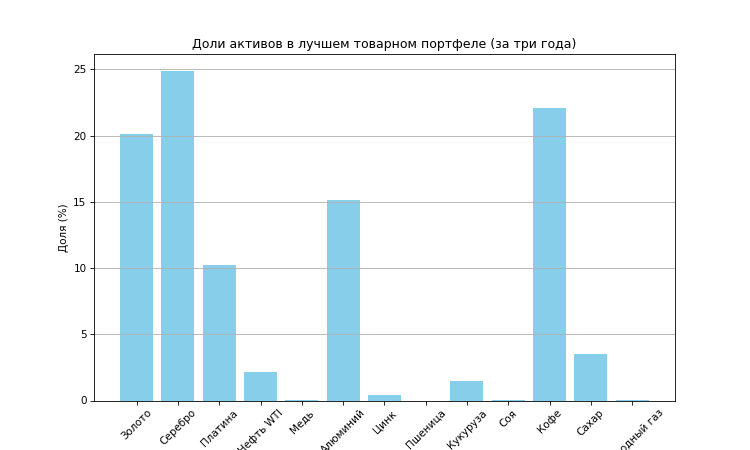 Доли активов в лучшем товарном портфеле (за три года)
Доля (%)
25
20
15
10
5
0
Золото
Серебро
Платина
Нефть WTI
Медь
Алюминий
Цинк
Пшеница
Кукуруза
Соя
Кофе
Сахар
газ